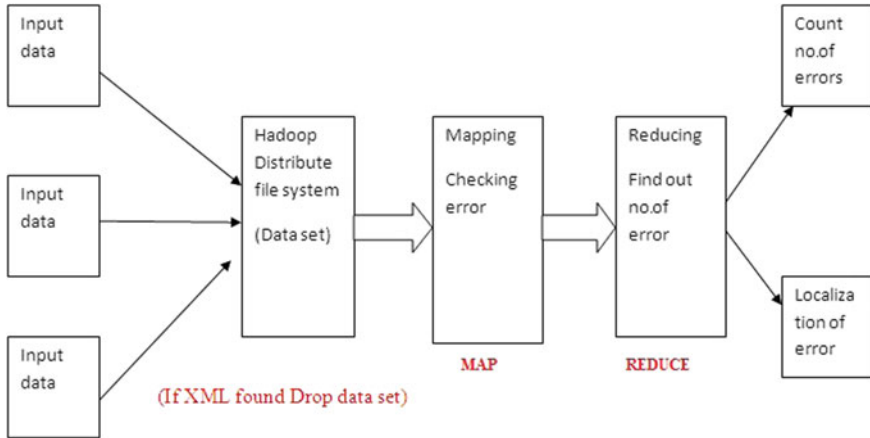 Input
data
Input
data
Input
data
Hadoop
Distribute
file system
(Data set)
(If XML found Drop data set)
Mapping
Checking
error
MAP
Reducing
Find out
no.of
error
REDUCE
Count
no.of
errors
Localiza
tion of
error